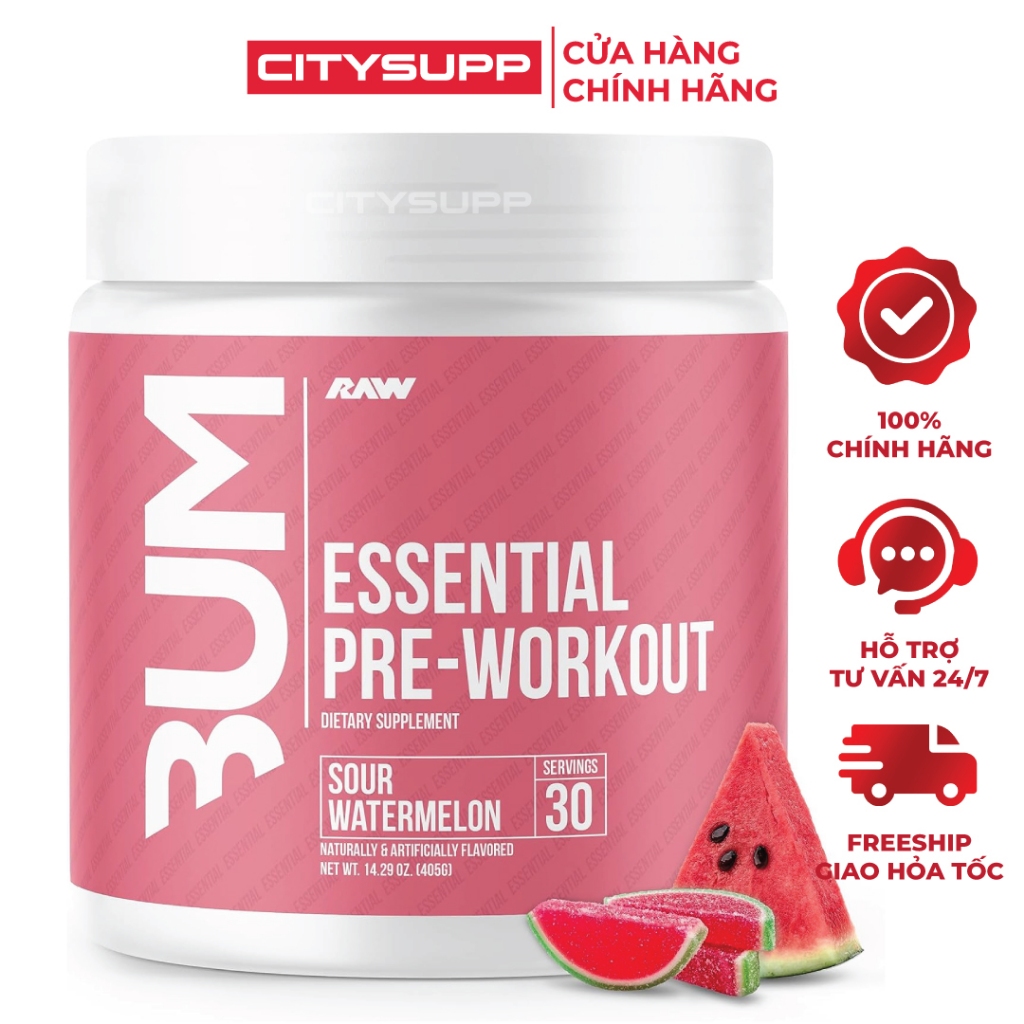 CITYSUPP
CỬA HÀNG
CHÍNH HÃNG
CITYSUPP
BUM
RAW
ESSENTIAL
PRE-WORKOUT
DIETARY SUPPLEMENT
SOUR
WATERMELON
SERVINGS
30
NATURALLY & ARTIFICIALLY FLAVORED
NET WT. 14.29 OZ. (405G)
100%
CHÍNH HÃNG
HỖ TRỢ
TƯ VẤN 24/7
FREESHIP
GIAO HỎA TỐC